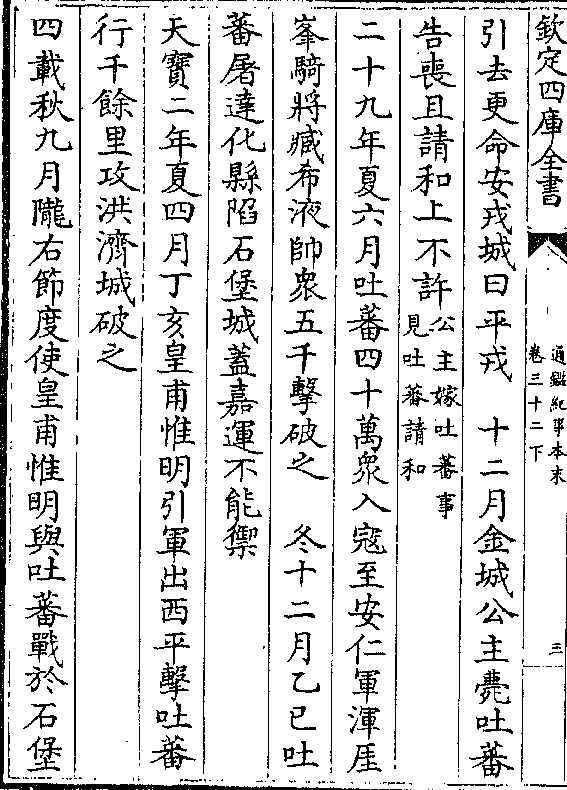 欽定四庫全書
通鑑紀事本末
卷三十二下
三
引去更命安戎城曰平戎　十二月金城公主薨吐蕃
告喪且請和上不許公主嫁吐蕃事
見吐蕃請和
二十九年夏六月吐蕃四十萬衆入寇至安仁軍渾厓
峯騎將臧希液帥衆五千擊破之　冬十二月乙巳吐
蕃屠達化縣陷石堡城蓋嘉運不能禦
天寶二年夏四月丁亥皇甫惟明引軍出西平擊吐蕃
行千餘里攻洪濟城破之
四載秋九月隴右節度使皇甫惟明與吐蕃戰於石堡